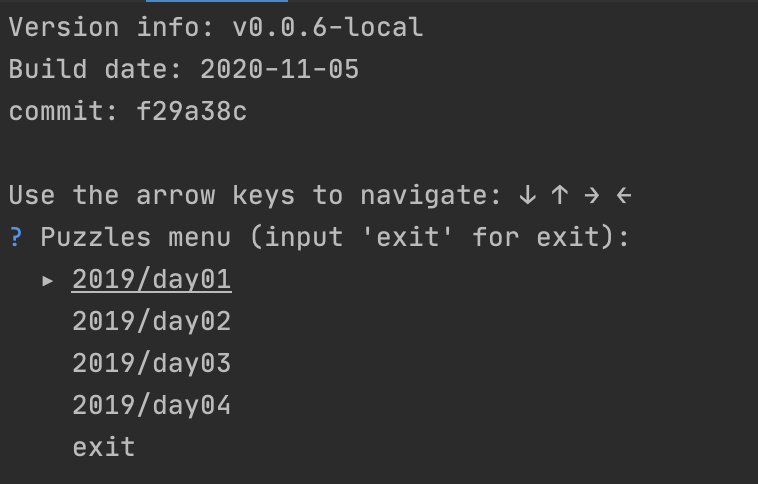 Version info: v0.0.6-local
Build date: 2020-11-05
commit: f29a38c
Use the arrow keys to navigate: ↓ ↑ → ←
? Puzzles menu (input 'exit' for exit):
▸ 2019/day01
2019/day02
2019/day03
2019/day04
exit